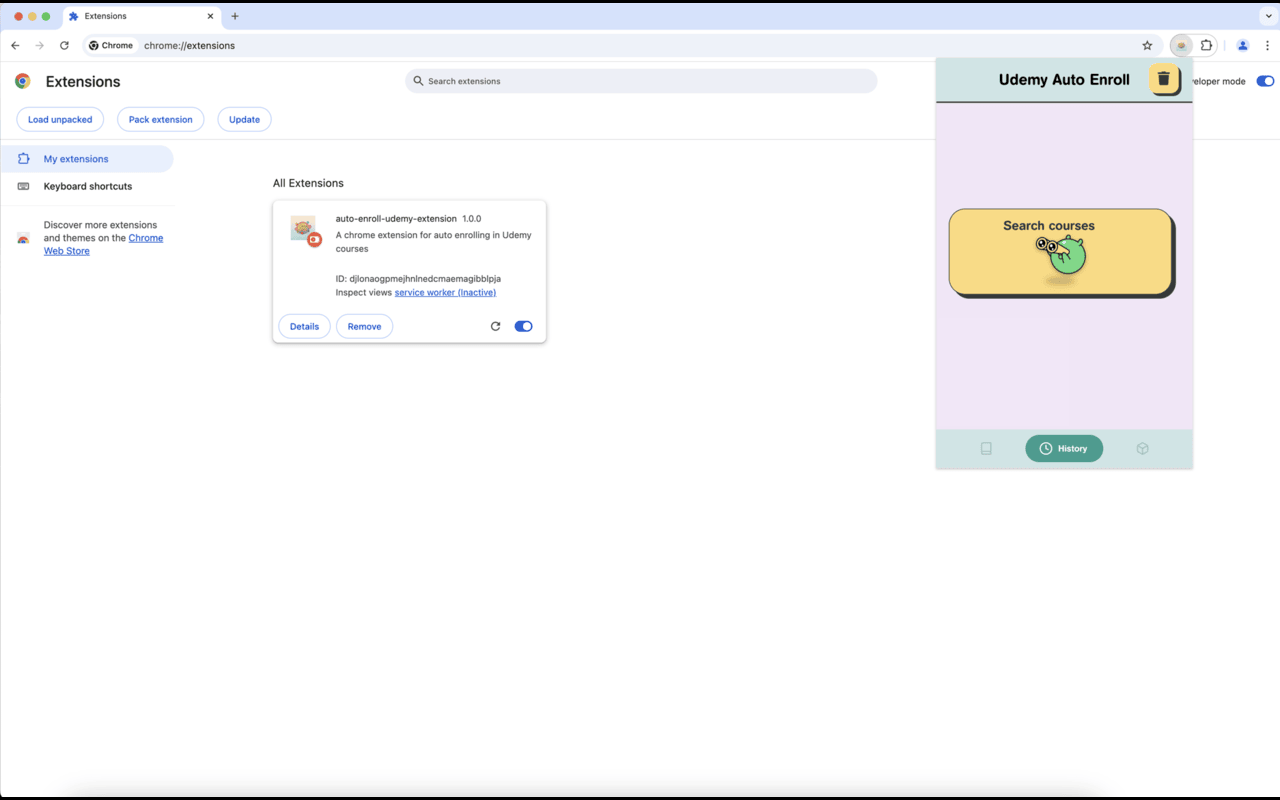 Extensions
Chrome
chrome://extensions
Extensions
Search extensions
Udemy Auto Enroll
eloper mode
Load unpacked
Pack extension
Update
My extensions
Keyboard shortcuts
Discover more extensions
and themes on the Chrome
Web Store
All Extensions
auto-enroll-udemy-extension 1.0.0
A chrome extension for auto enrolling in Udemy
courses
ID: djlonaogpmejhnlnedcmaemagibblpja
Inspect views service worker (Inactive)
Details
Remove
Search courses
History